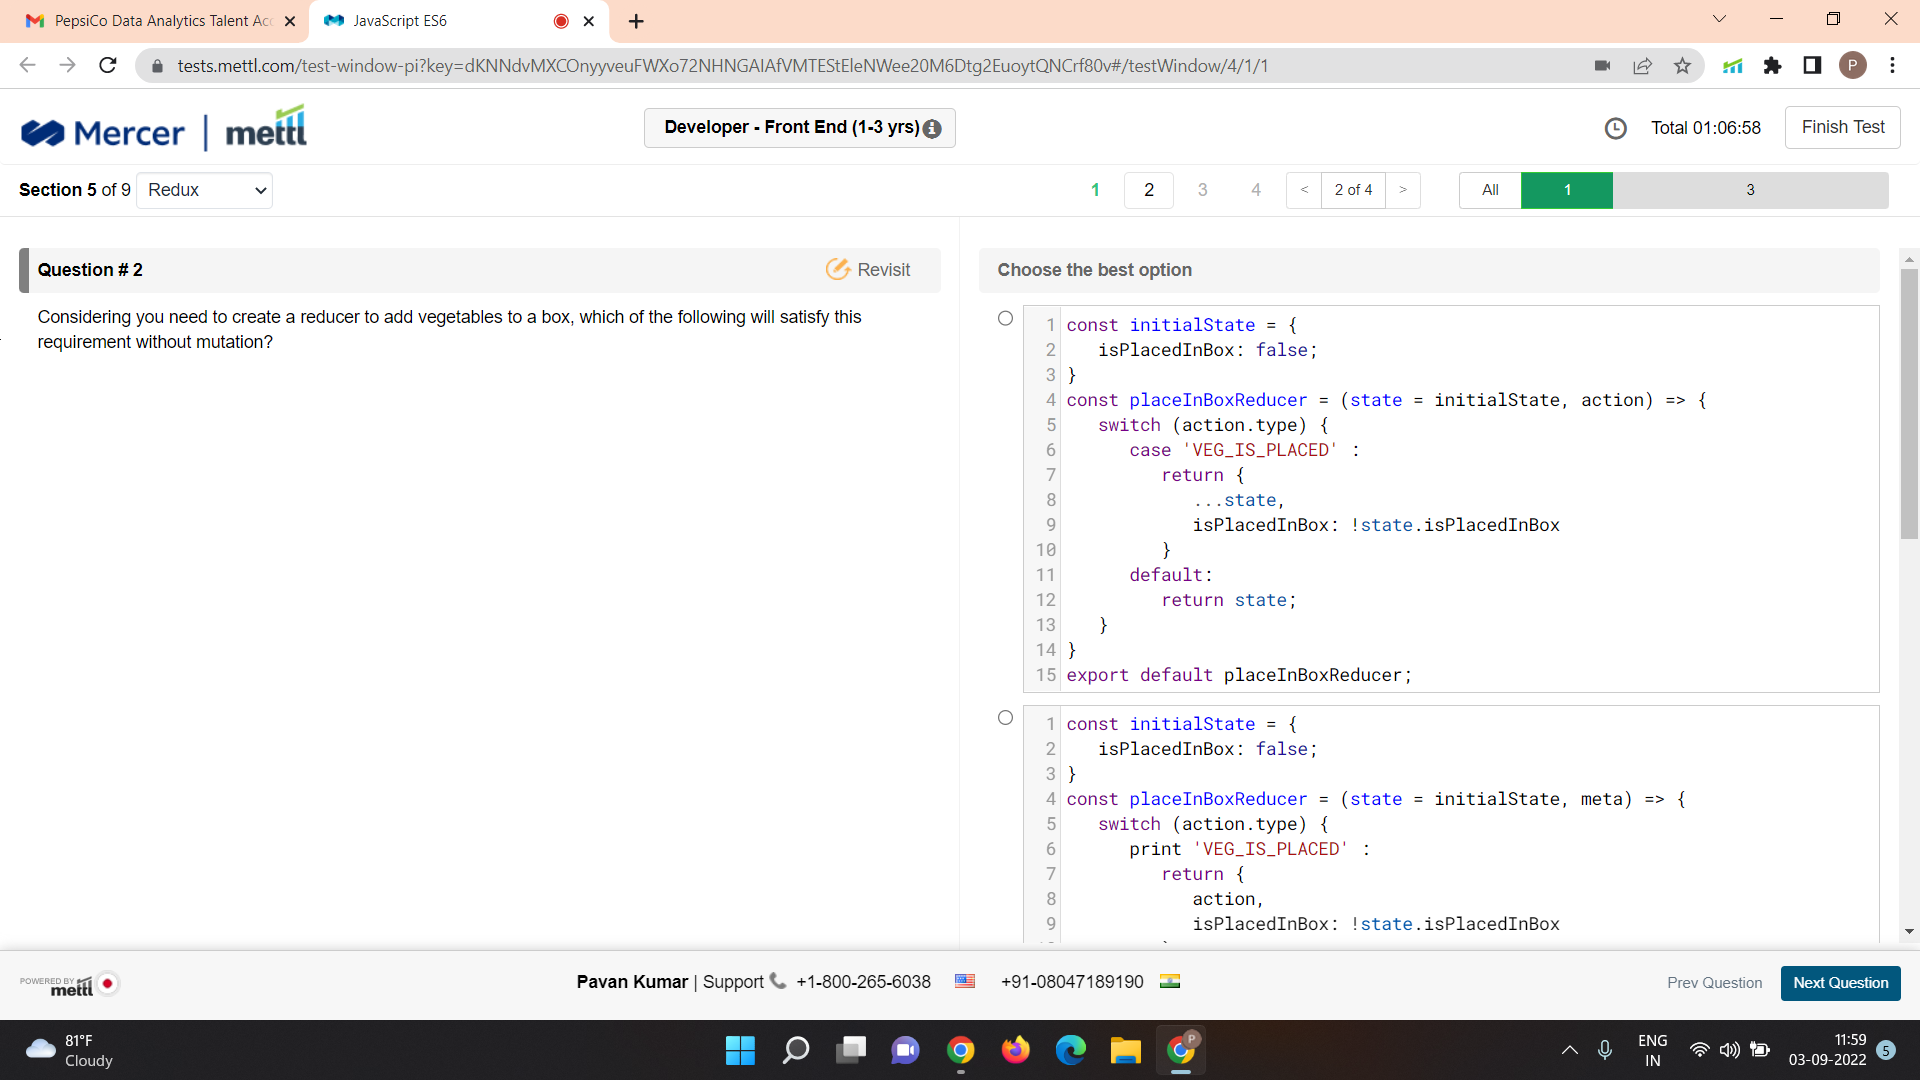 PepsiCo Data Analytics Talent Acc
JavaScript ES6
tests.mettl.com/test-window-pi?key=dKNNdvMXCOnyyveuFWXo72NHNGAIAfVMTEStEleNWee20M6Dtg2EuoytQNCrf80v#/testWindow/4/1/1
P
Mercer | mettl
Developer - Front End (1-3 yrs)
Total 01:06:58
Finish Test
Section 5 of 9 Redux
1 2 3 4 < 2 of 4 > All 1 3
Question # 2
Revisit
Considering you need to create a reducer to add vegetables to a box, which of the following will satisfy this
requirement without mutation?
Choose the best option
1 const initialState = {
2 isPlacedInBox: false;
3 }
4 const placeInBoxReducer = (state = initialState, action) => {
5 switch (action.type) {
6 case 'VEG_IS_PLACED' :
7 return {
8 ...state,
9 isPlacedInBox: !state.isPlacedInBox
10 }
11 default:
12 return state;
13 }
14 }
15 export default placeInBoxReducer;
1 const initialState = {
2 isPlacedInBox: false;
3 }
4 const placeInBoxReducer = (state = initialState, meta) => {
5 switch (action.type) {
6 print 'VEG_IS_PLACED' :
7 return {
8 action,
9 isPlacedInBox: !state.isPlacedInBox
POWERED BY
mettl
Pavan Kumar | Support +1-800-265-6038 +91-08047189190
Prev Question
Next Question
81°F
Cloudy
P
ENG
IN
11:59
03-09-2022
5